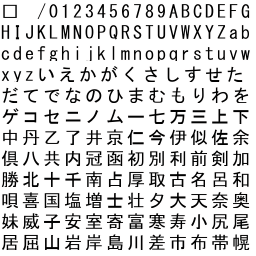 □ /0123456789ABCDEFG
HIJKLMNOPQRSTUVWXYZab
cdefghijklmnopqrstuvw
xyzいえかがくさしすせた
だてでなのひまむもりわを
ゲコセニノム一七万三上下
中丹乙了井京仁今伊似佐余
倶八共内冠函初別利前剣加
勝北十千南占厚取古名呂和
唄喜国塩増士壮夕大天奈奥
妹威子安室寄富寒寿小尻尾
居屈山岩岸島川差市布帯幌